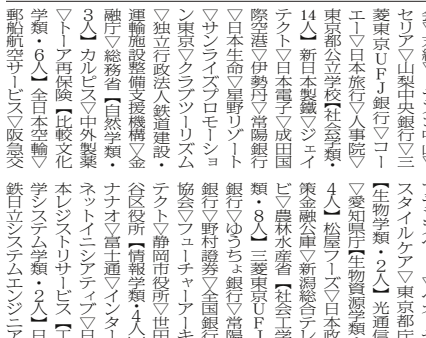 セリア▽山梨中央銀行▽三
菱東京UFJ銀行▽コー
エー▽日本旅行▽人事院▽
東京都公立学校【社会学類・
14人】新日本製鐵▽ジェイ
テクト▽日本電子▽成田国
際空港▽伊勢丹▽常陽銀行
▽日本生命▽星野リゾート
▽サンライズプロモーショ
ン東京▽クラブツーリズム
▽独立行政法人鉄道建設・
運輸施設整備支援機構▽金
融庁▽総務省【自然学類・
3人】カルピス▽中外製薬
▽トーア再保険【比較文化
学類・6人】全日本空輸▽
郵船航空サービス▽阪急交
スタイルケア▽東京都庁
【生物学類・2人】光通信
▽愛知県庁【生物資源学類・
4人】松屋フーズ▽日本政
策金融公庫▽新潟総合テレ
ビ▽農林水産省【社会工学
類・8人】三菱東京UFJ
銀行▽ゆうちょ銀行▽常陽
銀行▽野村證券▽全国銀行
協会▽フューチャーアーキ
テクト▽静岡市役所▽世田
谷区役所【情報学類・4人】
ナナオ▽富士通▽インター
ネットイニシアティブ▽日
本レジストリサービス【工
学システム学類・2人】日
鉄日立システムエンジニア